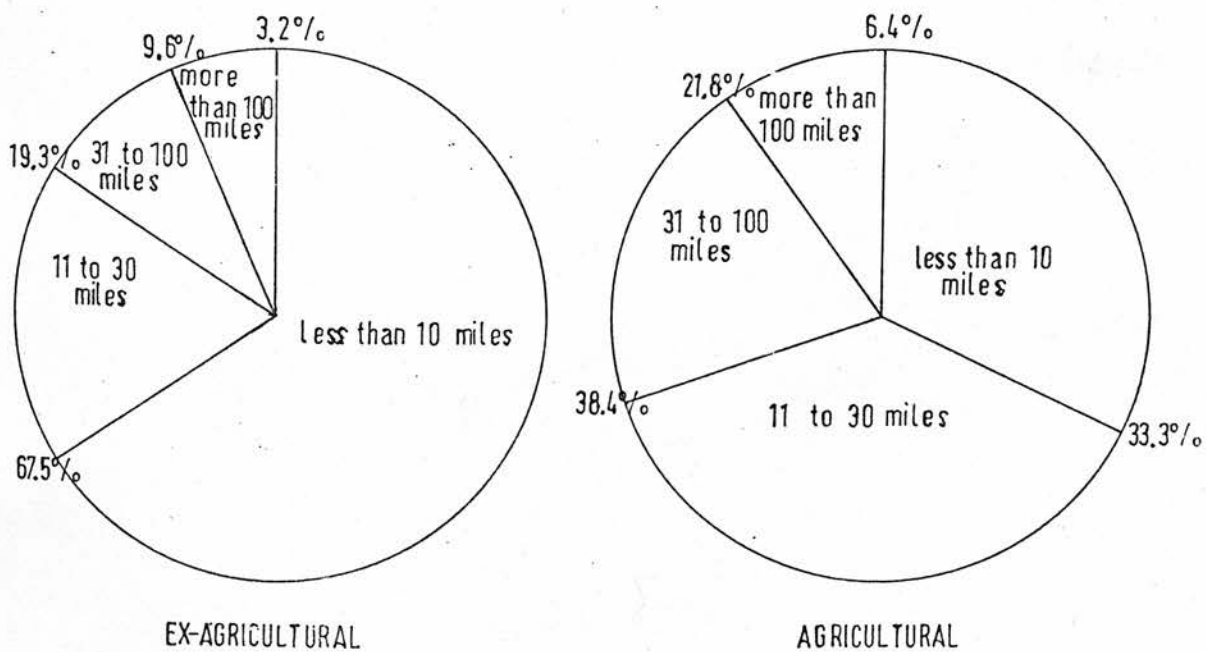 3.2%
9.6%
more
than 100
miles
19.3%
31 to 100
miles
11 to 30
miles
less than 10 miles
67.5%
EX-AGRICULTURAL
6.4%
21.8%
more than
100 miles
31 to 100
miles
less than 10
miles
38.4%
11 to 30 miles
33.3%
AGRICULTURAL